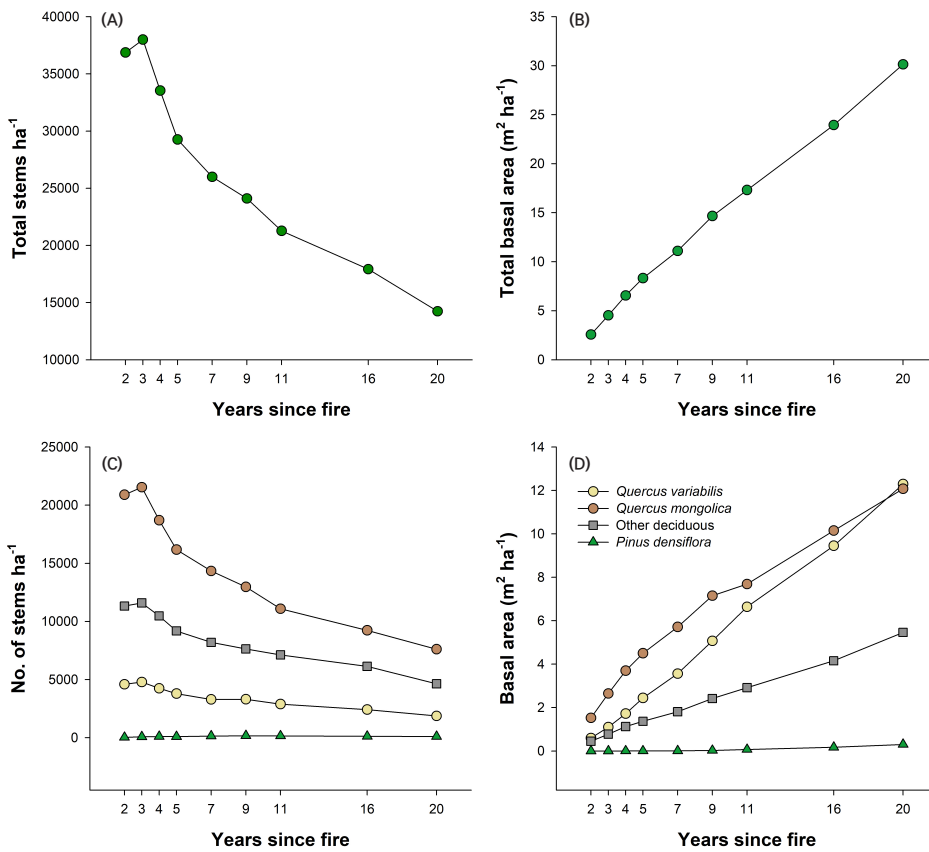 (A)
40000
35000
30000
25000
20000
15000
10000
Total stems ha⁻¹
2 3 4 5 7 9 11 16 20
Years since fire
(B)
35
30
25
20
15
10
5
0
Total basal area (m² ha⁻¹)
2 3 4 5 7 9 11 16 20
Years since fire
(C)
25000
20000
15000
10000
5000
0
No. of stems ha⁻¹
2 3 4 5 7 9 11 16 20
Years since fire
(D)
14
12
10
8
6
4
2
0
Basal area (m² ha⁻¹)
Quercus variabilis
Quercus mongolica
Other deciduous
Pinus densiflora
2 3 4 5 7 9 11 16 20
Years since fire